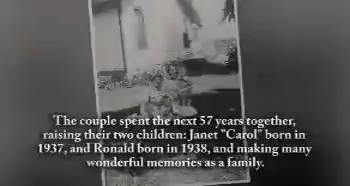 The couple spent the next 57 years together,
raising their two children: Janet "Carol" born in
1937, and Ronald born in 1938, and making many
wonderful memories as a family.